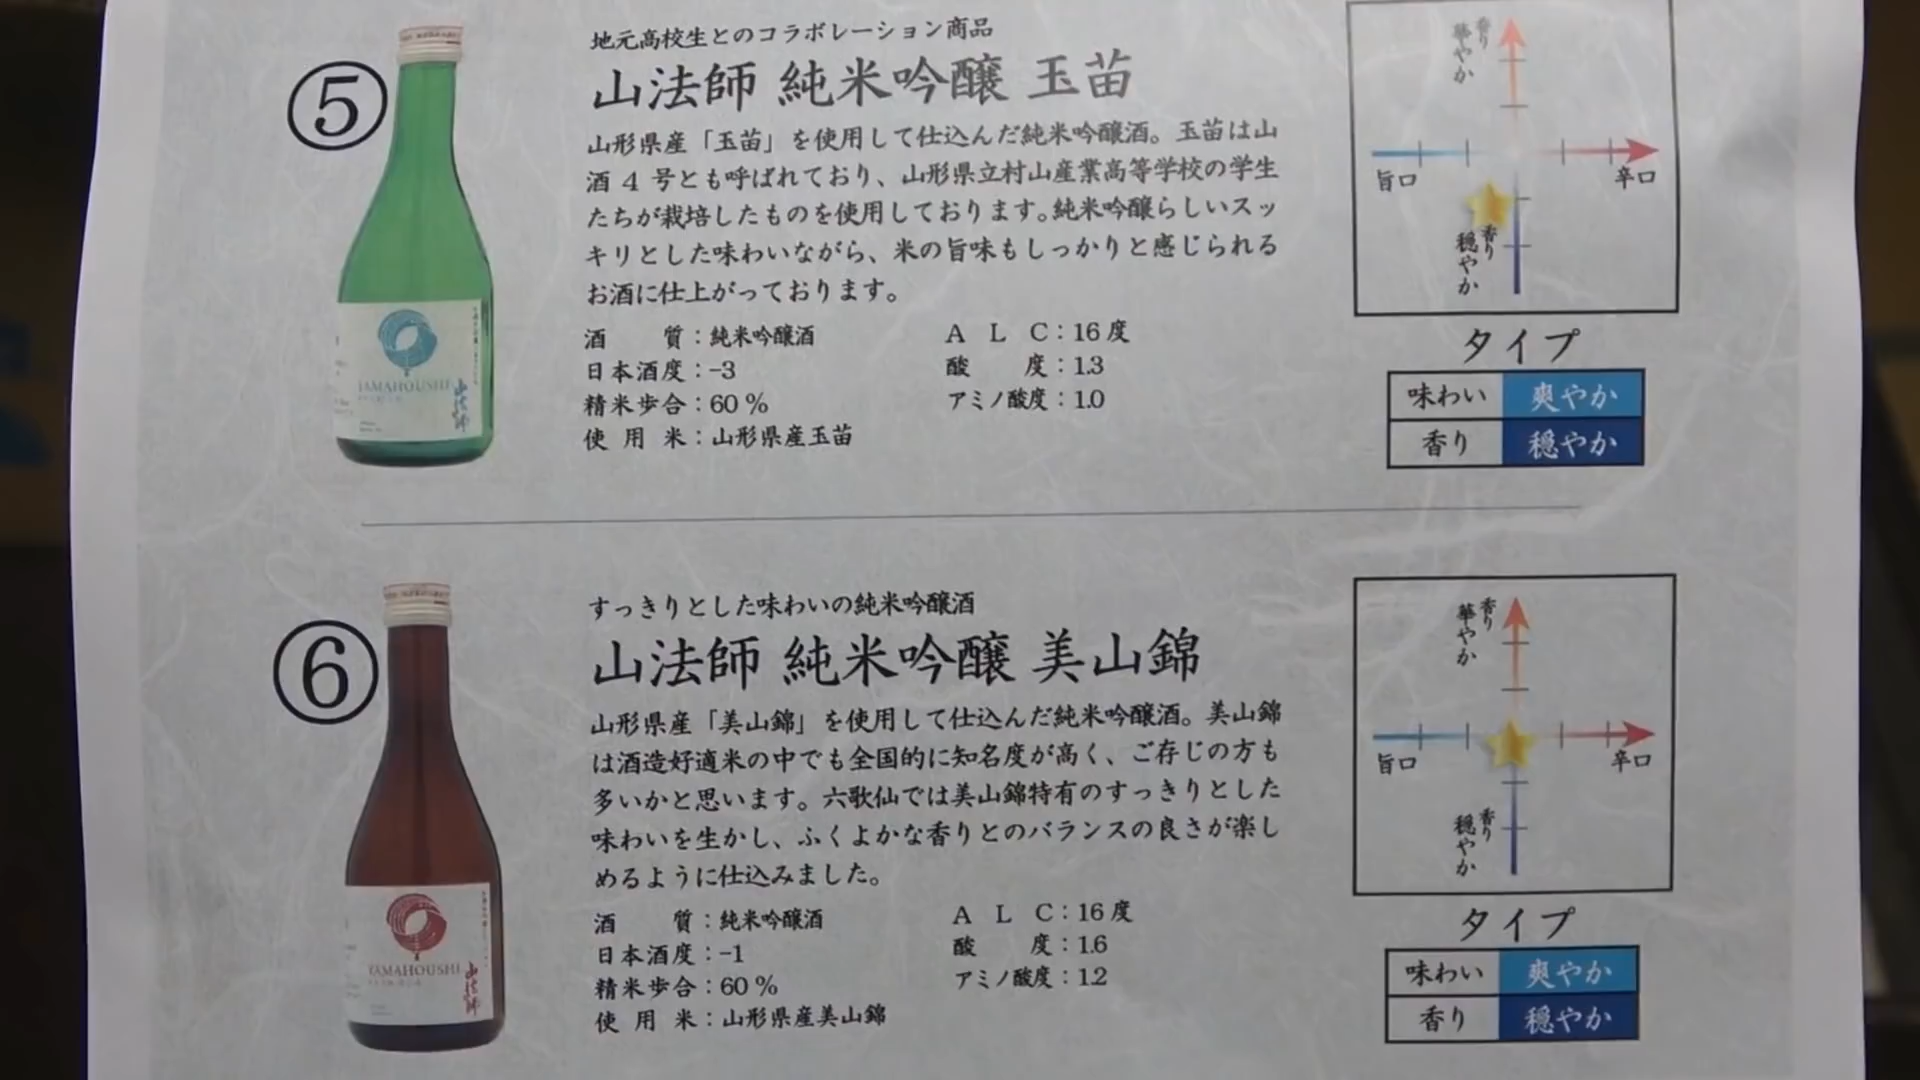 ⑤
地元高校生とのコラボレーション商品
山法師 純米吟醸 玉苗
山形県産「玉苗」を使用して仕込んだ純米吟醸酒。玉苗は山
酒４号とも呼ばれており、山形県立村山産業高等学校の学生
たちが栽培したものを使用しております。純米吟醸らしいスッ
キリとした味わいながら、米の旨味もしっかりと感じられる
お酒に仕上がっております。
酒 質：純米吟醸酒
日本酒度：−3
精米歩合：60 %
使 用 米：山形県産玉苗
A L C：16 度
酸 度：1.3
アミノ酸度：1.0
香り
華やか
旨口
辛口
香り
穏やか
タイプ
味わい 爽やか
香り 穏やか
YAMAHOUSHI
山法師
⑥
すっきりとした味わいの純米吟醸酒
山法師 純米吟醸 美山錦
山形県産「美山錦」を使用して仕込んだ純米吟醸酒。美山錦
は酒造好適米の中でも全国的に知名度が高く、ご存じの方も
多いかと思います。六歌仙では美山錦特有のすっきりとした
味わいを生かし、ふくよかな香りとのバランスの良さが楽し
めるように仕込みました。
酒 質：純米吟醸酒
日本酒度：−1
精米歩合：60 %
使 用 米：山形県産美山錦
A L C：16 度
酸 度：1.6
アミノ酸度：1.2
香り
華やか
旨口
辛口
香り
穏やか
タイプ
味わい 爽やか
香り 穏やか
YAMAHOUSHI
山法師